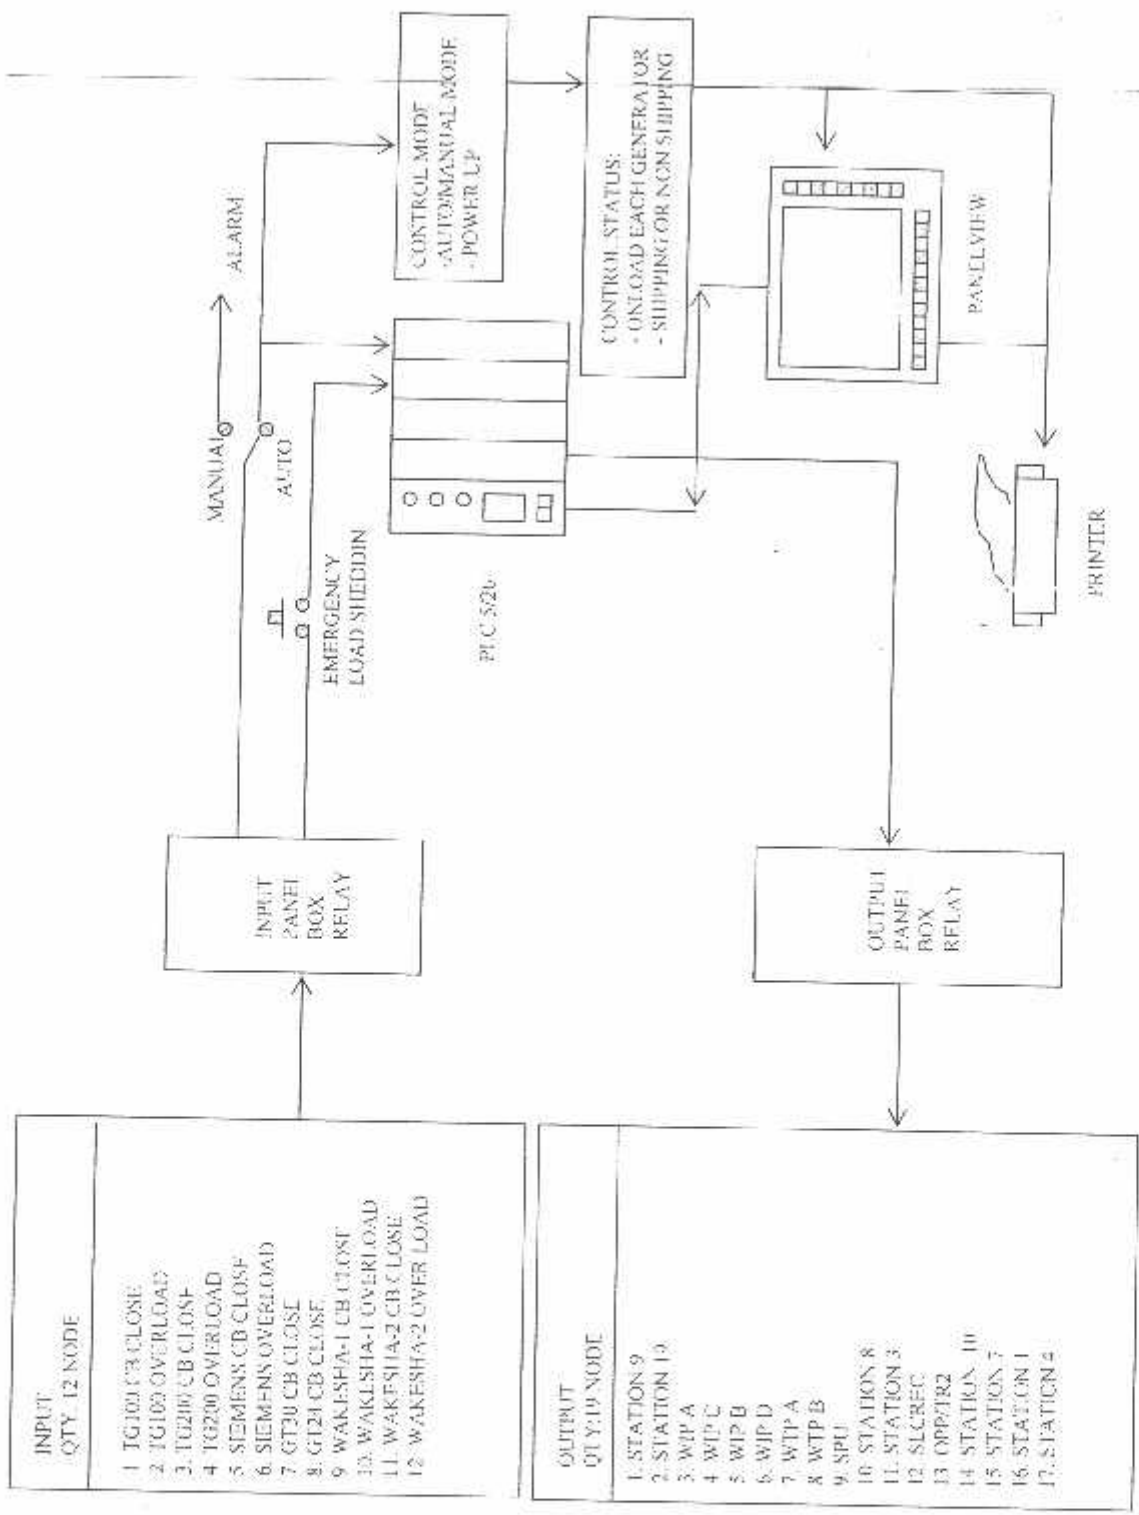 INPUT
QTY. 12 NODE
1 TG100 CB CLOSE
2 TG100 OVERLOAD
3. TG200 CB CLOSE
4 TG200 OVERLOAD
5 SIEMENS CB CLOSE
6. SIEMENS OVERLOAD
7 GT30 CB CLOSE
8. GT24 CB CLOSE
9 WAKESHA-1 CB CLOSE
10. WAKESHA-1 OVERLOAD
11. WAKESHA-2 CB CLOSE
12 WAKESHA-2 OVER LOAD
INPUT
PANEL
BOX
RELAY
MANUAL
ALARM
AUTO
EMERGENCY
LOAD SHEDDIN
CONTROL MODE
- AUTO/MANUAL MODE
- POWER UP
PLC 5/26
CONTROL STATUS:
- ONLOAD EACH GENERATOR
- SHIPPING OR NON SHIPPING
PANELVIEW
PRINTER
OUTPUT
PANEL
BOX
RELAY
OUTPUT
QTY:19 NODE
1. STATION 9
2. STATION 10
3. WIP A
4 WIP C
5 WIP B
6. WIP D
7 WTP A
8 WTP B
9. SPU
10 STATION 8
11. STATION 3
12 SLCREC
13 OPP/TR2
14 STATION 10
15 STATION 7
16. STATION 1
17. STATION 4